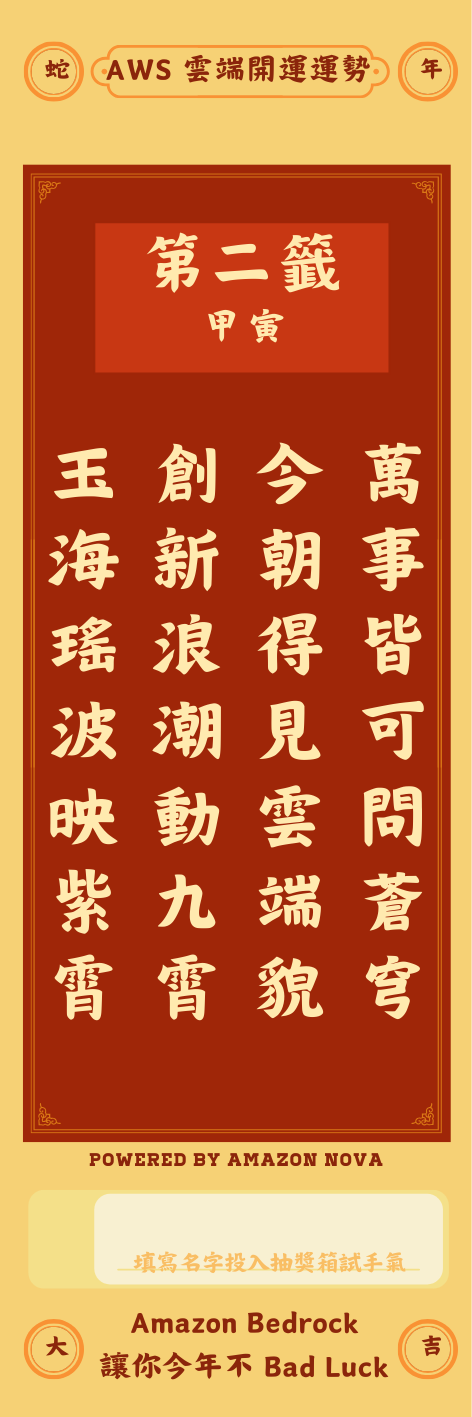 蛇
AWS 雲端開運運勢
年
第二籤
甲寅
萬事皆可問蒼穹
今朝得見雲端貌
創新浪潮動九霄
玉海瑤波映紫霄
POWERED BY AMAZON NOVA
填寫名字投入抽獎箱試手氣
大
Amazon Bedrock
讓你今年不 Bad Luck
吉